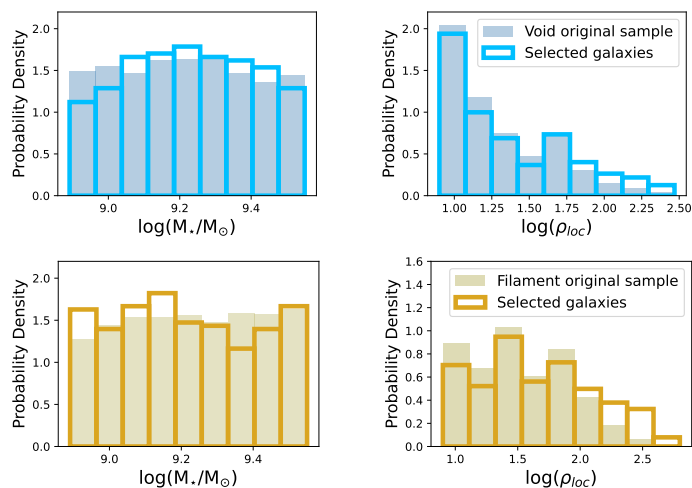 2.0
1.5
1.0
0.5
0.0
Probability Density
9.0 9.2 9.4
log(M⋆/M☉)
2.0
1.5
1.0
0.5
0.0
Probability Density
Void original sample
Selected galaxies
1.00 1.25 1.50 1.75 2.00 2.25 2.50
log(ρloc)
2.0
1.5
1.0
0.5
0.0
Probability Density
9.0 9.2 9.4
log(M⋆/M☉)
1.6
1.4
1.2
1.0
0.8
0.6
0.4
0.2
0.0
Probability Density
Filament original sample
Selected galaxies
1.0 1.5 2.0 2.5
log(ρloc)